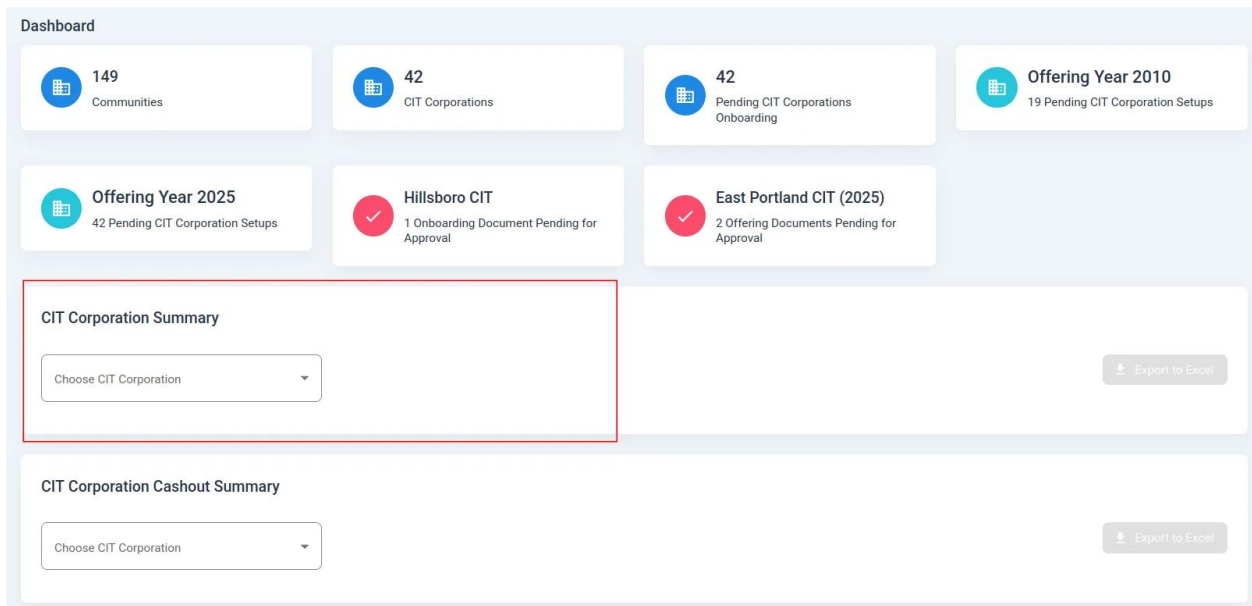 Dashboard
149
Communities
42
CIT Corporations
42
Pending CIT Corporations
Onboarding
Offering Year 2010
19 Pending CIT Corporation Setups
Offering Year 2025
42 Pending CIT Corporation Setups
Hillsboro CIT
1 Onboarding Document Pending for
Approval
East Portland CIT (2025)
2 Offering Documents Pending for
Approval
CIT Corporation Summary
Choose CIT Corporation
Export to Excel
CIT Corporation Cashout Summary
Choose CIT Corporation
Export to Excel